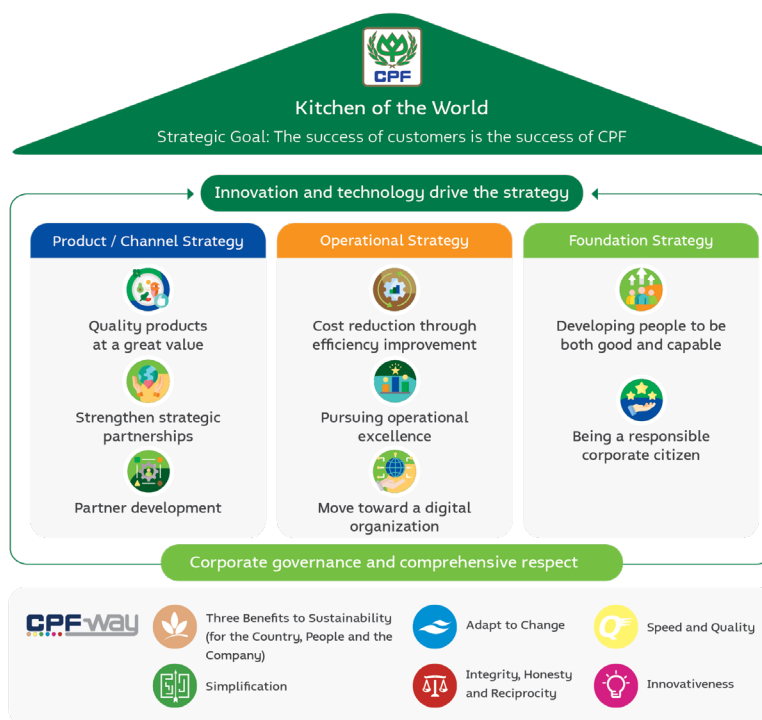 CPF
Kitchen of the World
Strategic Goal: The success of customers is the success of CPF
Innovation and technology drive the strategy
Product / Channel Strategy
Quality products
at a great value
Strengthen strategic
partnerships
Partner development
Operational Strategy
Cost reduction through
efficiency improvement
Pursuing operational
excellence
Move toward a digital
organization
Foundation Strategy
Developing people to be
both good and capable
Being a responsible
corporate citizen
Corporate governance and comprehensive respect
CPF-WAY
Three Benefits to Sustainability
(for the Country, People and the
Company)
Adapt to Change
Q
Speed and Quality
Simplification
Integrity, Honesty
and Reciprocity
Innovativeness